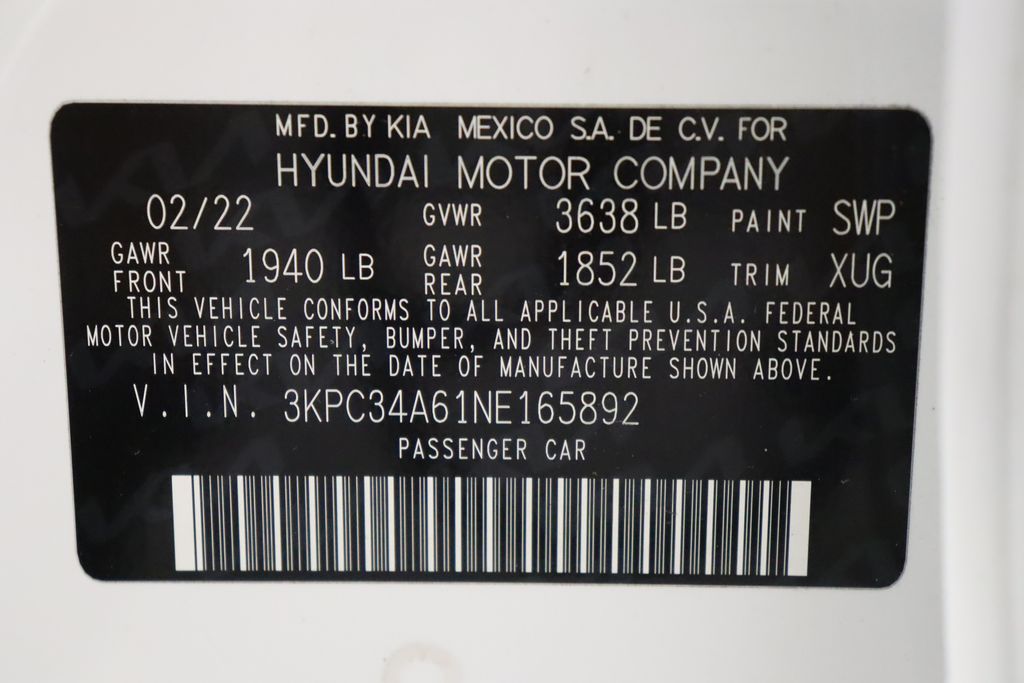 MFD. BY KIA MEXICO S.A. DE C.V. FOR
HYUNDAI MOTOR COMPANY
02/22 GVWR 3638 LB PAINT SWP
GAWR FRONT 1940 LB GAWR REAR 1852 LB TRIM XUG
THIS VEHICLE CONFORMS TO ALL APPLICABLE U.S.A. FEDERAL
MOTOR VEHICLE SAFETY, BUMPER, AND THEFT PREVENTION STANDARDS
IN EFFECT ON THE DATE OF MANUFACTURE SHOWN ABOVE.
V.I.N. 3KPC34A61NE165892
PASSENGER CAR